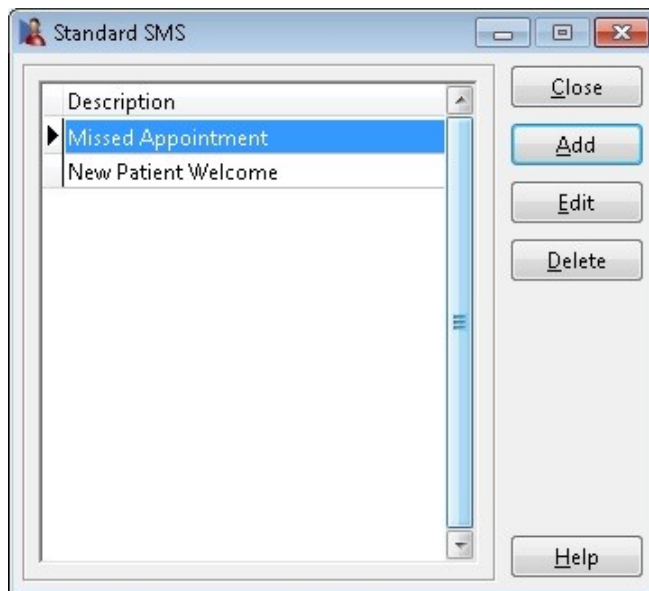 Standard SMS
Description
Missed Appointment
New Patient Welcome
Close
Add
Edit
Delete
Help